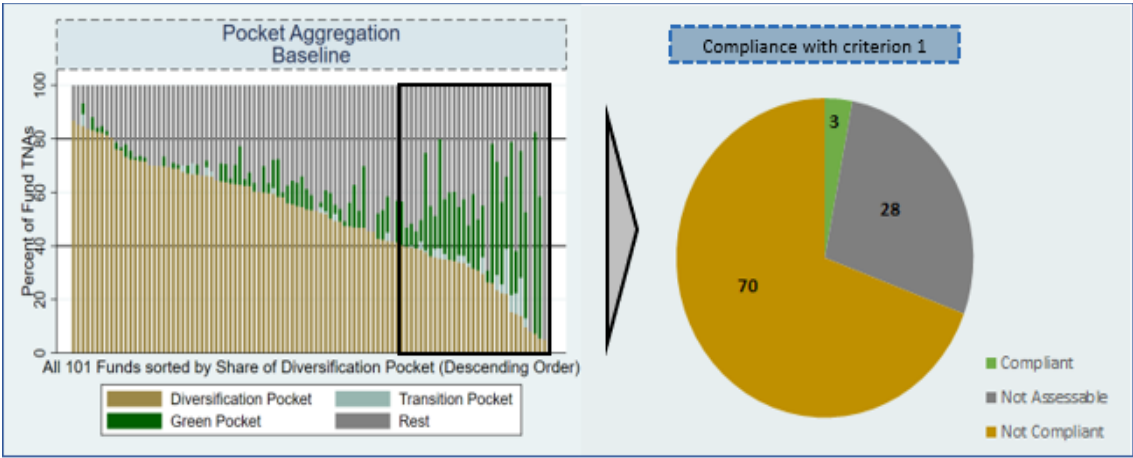 Pocket Aggregation
Baseline
Percent of Fund TNAs
100
80
60
40
20
0
All 101 Funds sorted by Share of Diversification Pocket (Descending Order)
Diversification Pocket
Transition Pocket
Green Pocket
Rest
Compliance with criterion 1
3
28
70
Compliant
Not Assessable
Not Compliant